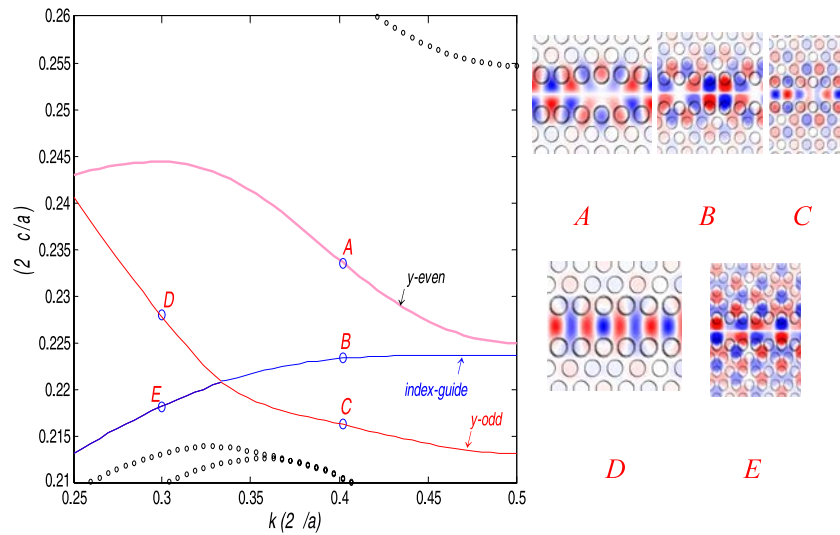 0.26
0.255
0.25
0.245
0.24
0.235
0.23
0.225
0.22
0.215
0.21
0.25
0.3
0.35
0.4
0.45
0.5
(2 c/a)
k (2 /a)
A
B
C
D
E
y-even
index-guide
y-odd
A
B
C
D
E